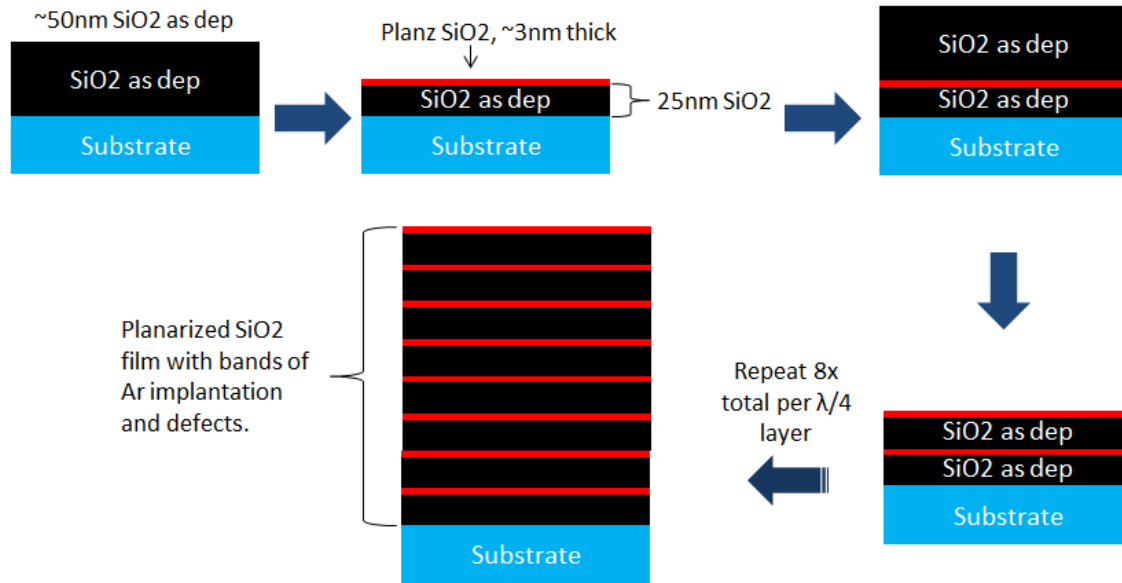 ~50nm SiO2 as dep
SiO2 as dep
Substrate
Planz SiO2, ~3nm thick
SiO2 as dep
25nm SiO2
Substrate
SiO2 as dep
SiO2 as dep
Substrate
Planarized SiO2
film with bands of
Ar implantation
and defects.
Substrate
Repeat 8x
total per λ/4
layer
SiO2 as dep
SiO2 as dep
Substrate